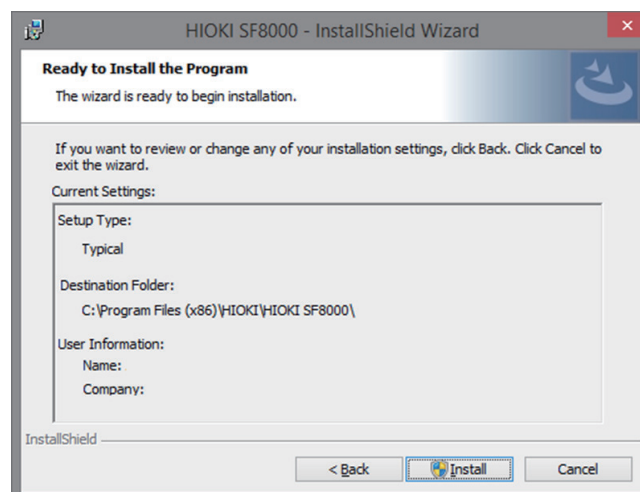 HIOKI SF8000 - InstallShield Wizard
Ready to Install the Program
The wizard is ready to begin installation.
If you want to review or change any of your installation settings, click Back. Click Cancel to
exit the wizard.
Current Settings:
Setup Type:
Typical
Destination Folder:
C:\Program Files (x86)\HIOKI\HIOKI SF8000\
User Information:
Name:
Company:
InstallShield
< Back
Install
Cancel